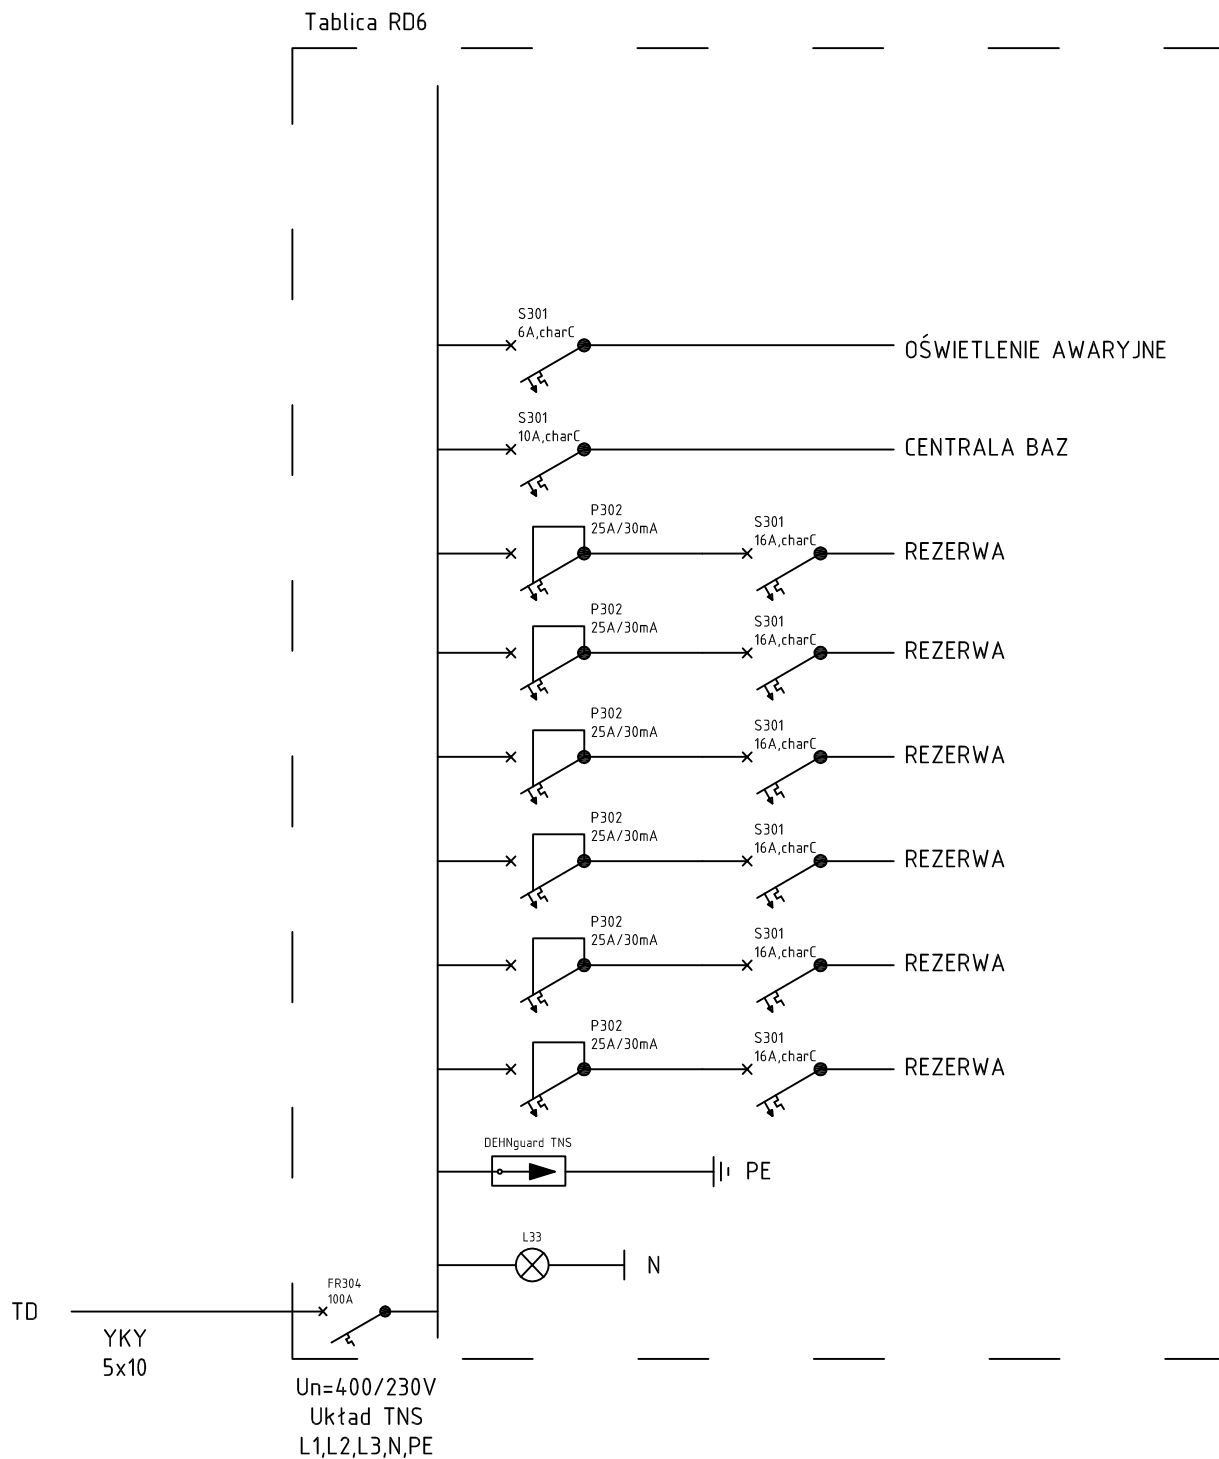 Tablica RD6
S301
6A,charC
OŚWIETLENIE AWARYJNE
S301
10A,charC
CENTRALA BAZ
P302
25A/30mA
S301
16A,charC
REZERWA
P302
25A/30mA
S301
16A,charC
REZERWA
P302
25A/30mA
S301
16A,charC
REZERWA
P302
25A/30mA
S301
16A,charC
REZERWA
P302
25A/30mA
S301
16A,charC
REZERWA
P302
25A/30mA
S301
16A,charC
REZERWA
DEHNguard TNS
PE
L33
N
FR304
100A
TD
YKY
5x10
Un=400/230V
Układ TNS
L1,L2,L3,N,PE